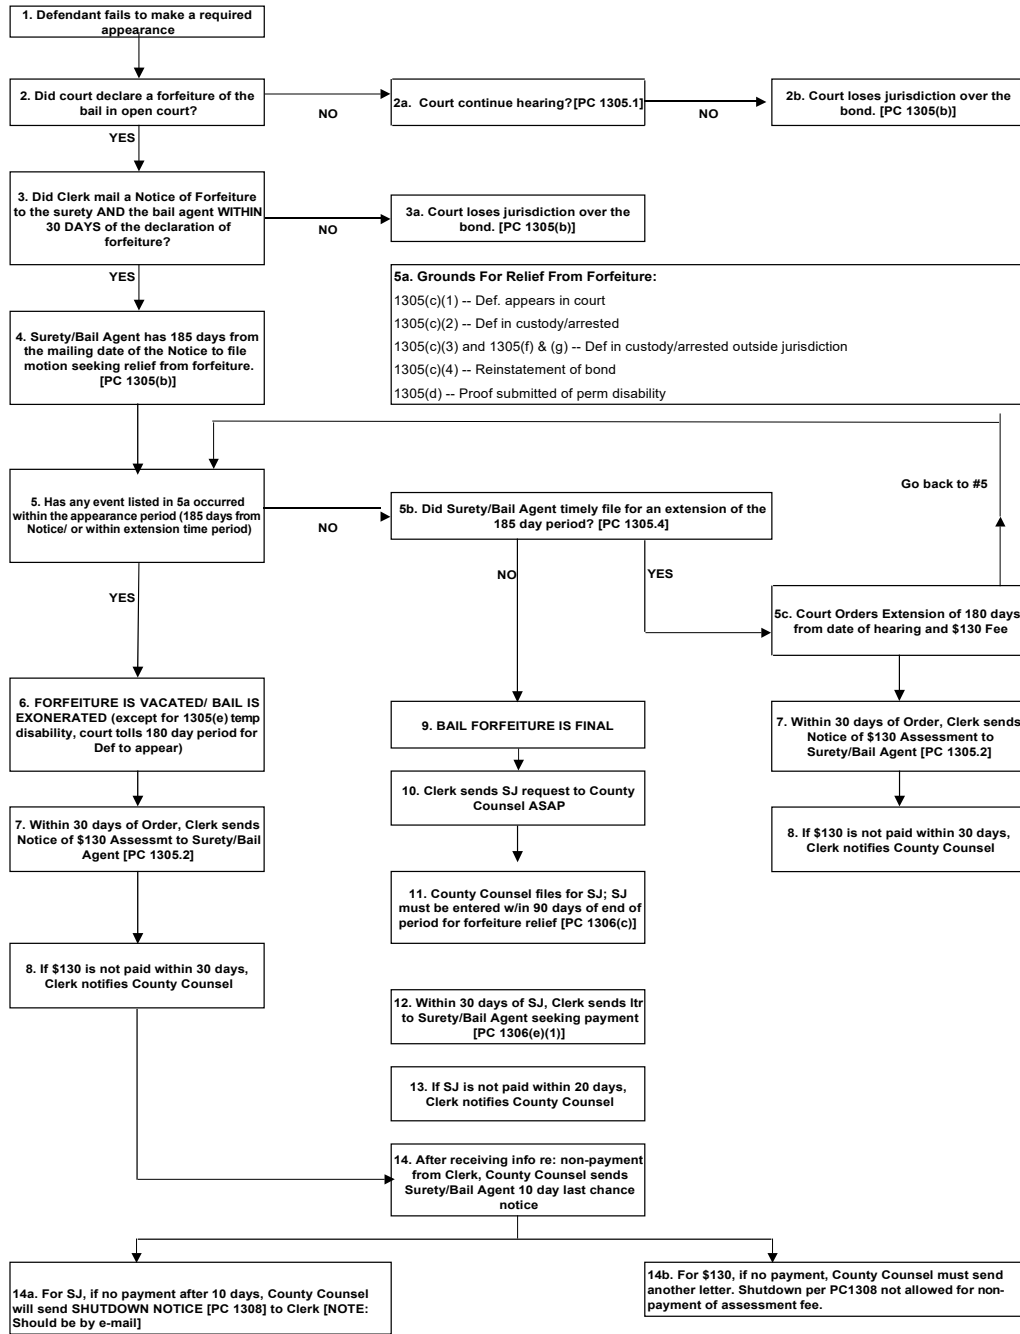 1. Defendant fails to make a required
appearance
2. Did court declare a forfeiture of the
bail in open court?
NO
2a. Court continue hearing?[PC 1305.1]
NO
2b. Court loses jurisdiction over the
bond. [PC 1305(b)]
YES
3. Did Clerk mail a Notice of Forfeiture
to the surety AND the bail agent WITHIN
30 DAYS of the declaration of
forfeiture?
NO
3a. Court loses jurisdiction over the
bond. [PC 1305(b)]
YES
4. Surety/Bail Agent has 185 days from
the mailing date of the Notice to file
motion seeking relief from forfeiture.
[PC 1305(b)]
5a. Grounds For Relief From Forfeiture:
1305(c)(1) -- Def. appears in court
1305(c)(2) -- Def in custody/arrested
1305(c)(3) and 1305(f) & (g) -- Def in custody/arrested outside jurisdiction
1305(c)(4) -- Reinstatement of bond
1305(d) -- Proof submitted of perm disability
Go back to #5
5. Has any event listed in 5a occurred
within the appearance period (185 days from
Notice/ or within extension time period)
NO
5b. Did Surety/Bail Agent timely file for an extension of the
185 day period? [PC 1305.4]
NO
YES
YES
5c. Court Orders Extension of 180 days
from date of hearing and $130 Fee
6. FORFEITURE IS VACATED/ BAIL IS
EXONERATED (except for 1305(e) temp
disability, court tolls 180 day period for
Def to appear)
9. BAIL FORFEITURE IS FINAL
7. Within 30 days of Order, Clerk sends
Notice of $130 Assessment to
Surety/Bail Agent [PC 1305.2]
10. Clerk sends SJ request to County
Counsel ASAP
7. Within 30 days of Order, Clerk sends
Notice of $130 Assessmt to Surety/Bail
Agent [PC 1305.2]
8. If $130 is not paid within 30 days,
Clerk notifies County Counsel
11. County Counsel files for SJ; SJ
must be entered w/in 90 days of end of
period for forfeiture relief [PC 1306(c)]
8. If $130 is not paid within 30 days,
Clerk notifies County Counsel
12. Within 30 days of SJ, Clerk sends ltr
to Surety/Bail Agent seeking payment
[PC 1306(e)(1)]
13. If SJ is not paid within 20 days,
Clerk notifies County Counsel
14. After receiving info re: non-payment
from Clerk, County Counsel sends
Surety/Bail Agent 10 day last chance
notice
14a. For SJ, if no payment after 10 days, County Counsel
will send SHUTDOWN NOTICE [PC 1308] to Clerk [NOTE:
Should be by e-mail]
14b. For $130, if no payment, County Counsel must send
another letter. Shutdown per PC1308 not allowed for non-
payment of assessment fee.